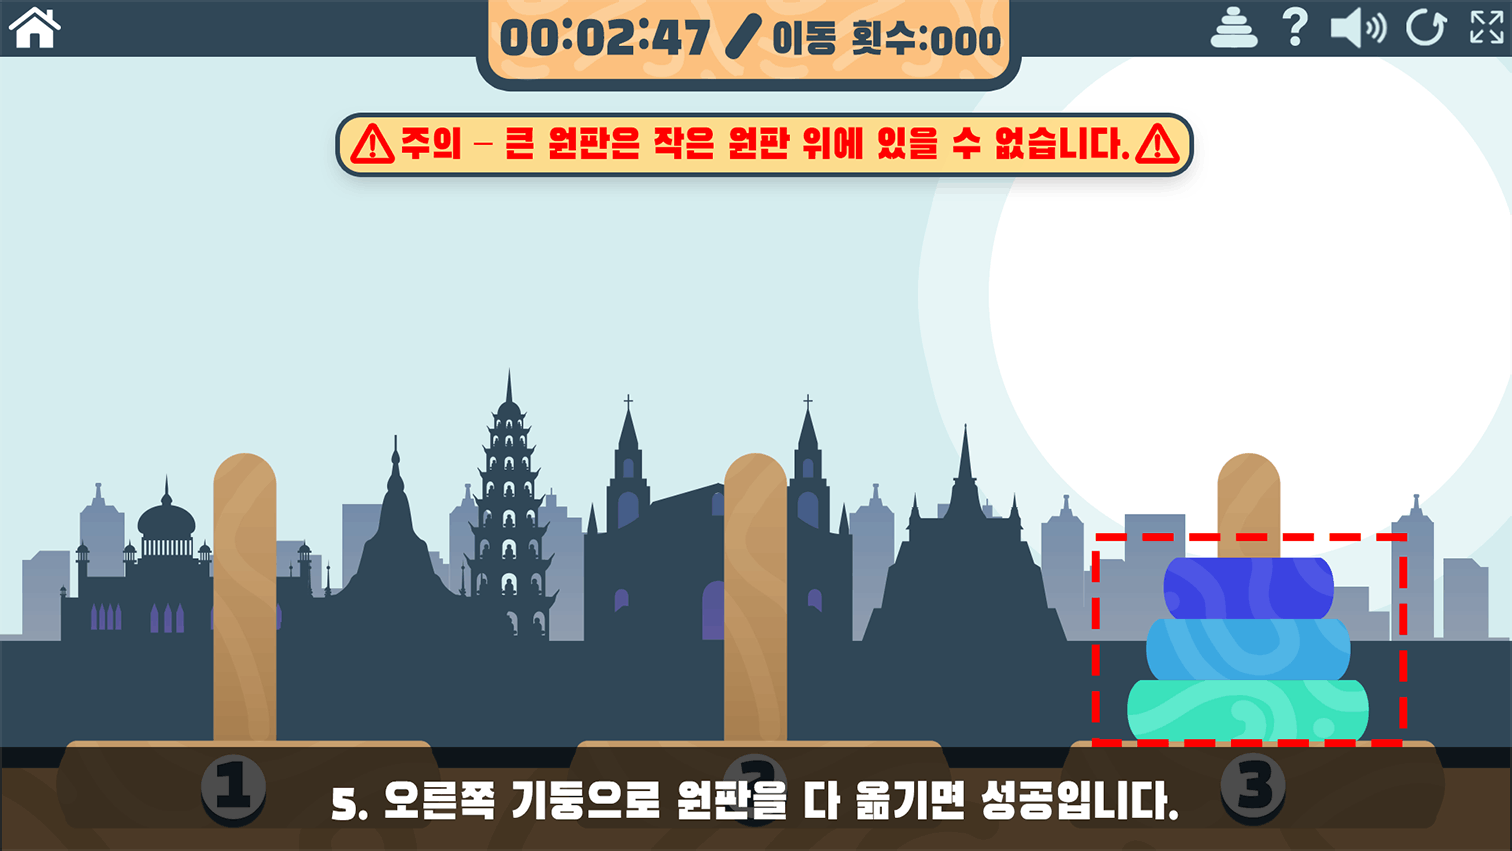 00:02:47 / 이동 횟수:000
?
주의 – 큰 원판은 작은 원판 위에 있을 수 없습니다.
1 2 3
5. 오른쪽 기둥으로 원판을 다 옮기면 성공입니다.